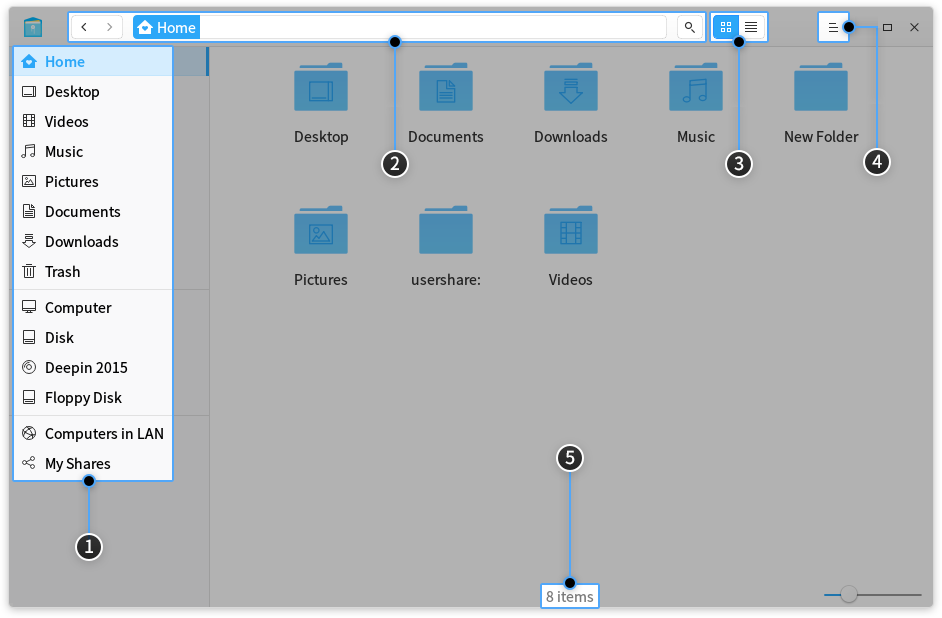 Home
Home
Desktop
Videos
Music
Pictures
Documents
Downloads
Trash
Computer
Disk
Deepin 2015
Floppy Disk
Computers in LAN
My Shares
1
Desktop
Documents
Downloads
Music
New Folder
2
3
4
Pictures
usershare:
Videos
5
8 items